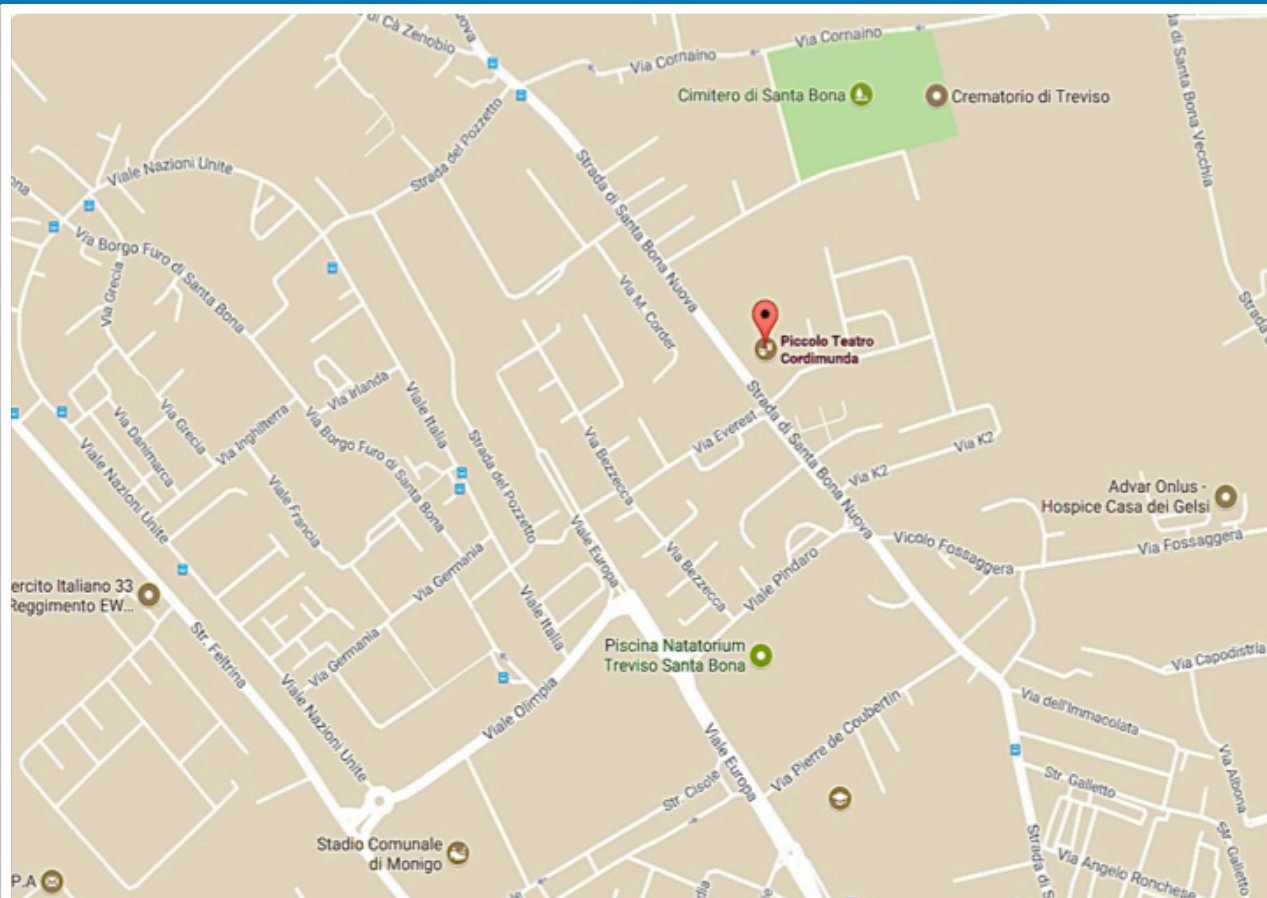 di Cà Zenobio
Via Cornaino
Via Cornaino
Cimitero di Santa Bona
Crematorio di Treviso
Strada del Pozzetto
Viale Nazioni Unite
Strada di Santa Bona Nuova
da di Santa Bona Vecchia
Via Borgo Furo di Santa Bona
Via Grecia
Via M. Corder
Strada
Piccolo Teatro
Cordimunda
Via Irlanda
Viale Italia
Strada di Santa Bona Nuova
Via Everest
Via Danimarca
Via Grecia
Via Inghilterra
Via Borgo Furo di Santa Bona
Strada del Pozzetto
Via Bezzecca
Via K2
Via K2
Viale Nazioni Unite
Viale Francia
Advar Onlus -
Hospice Casa dei Gelsi
Viale Europa
Vicolo Fossaggera
Via Fossaggera
Via Germania
Via Bezzecca
Viale Pindaro
ercito Italiano 33
Reggimento EW...
Viale Italia
Str. Feltrina
Via Germania
Piscina Natatorium
Treviso Santa Bona
Via Capodistria
Viale Nazioni Unite
Viale Olimpia
Viale Europa
Via Pierre de Coubertin
Via dell'Immacolata
Via Albona
Str. Cisole
Str. Galletto
Stadio Comunale
di Monigo
Strada di S
Via Angelo Ronchese
Str. Galletto
P.A